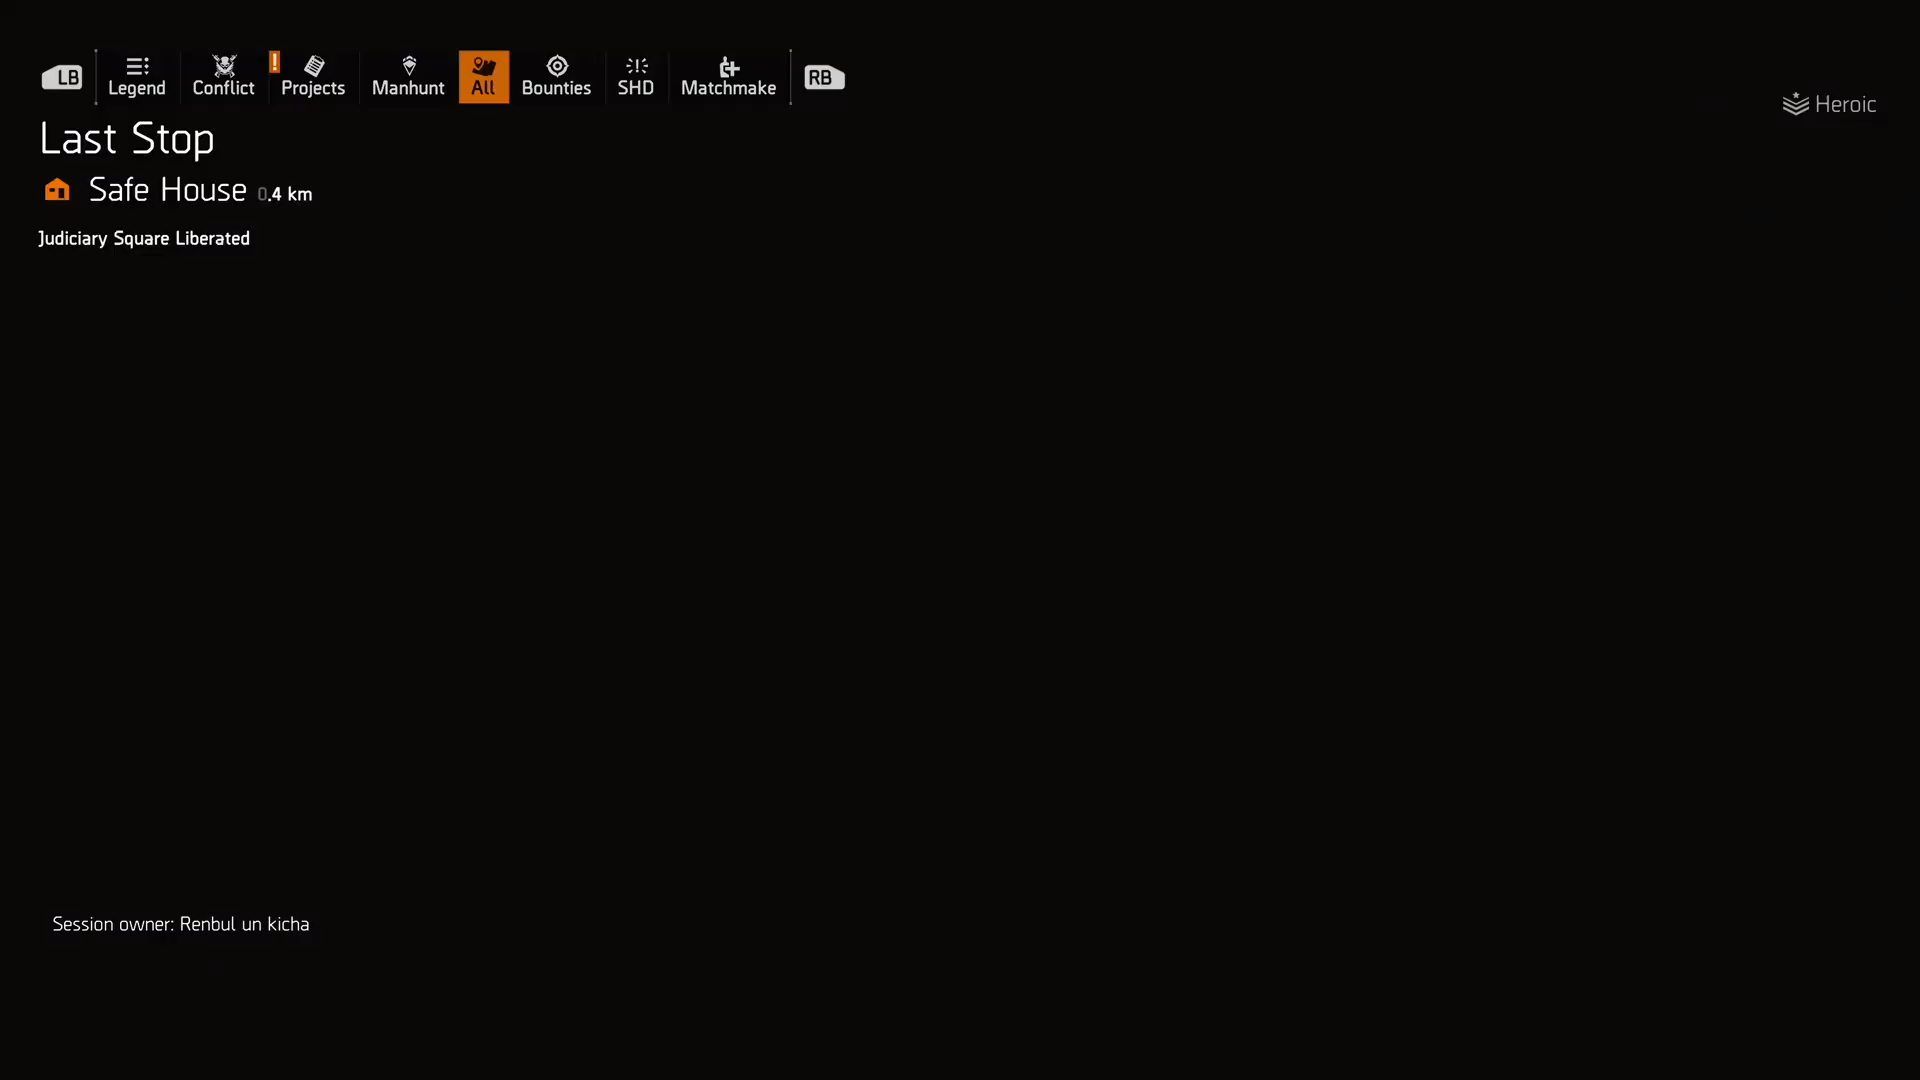 LB Legend Conflict ! Projects Manhunt All Bounties SHD Matchmake RB
Heroic
Last Stop
Safe House 0.4 km
Judiciary Square Liberated
Session owner: Renbul un kicha